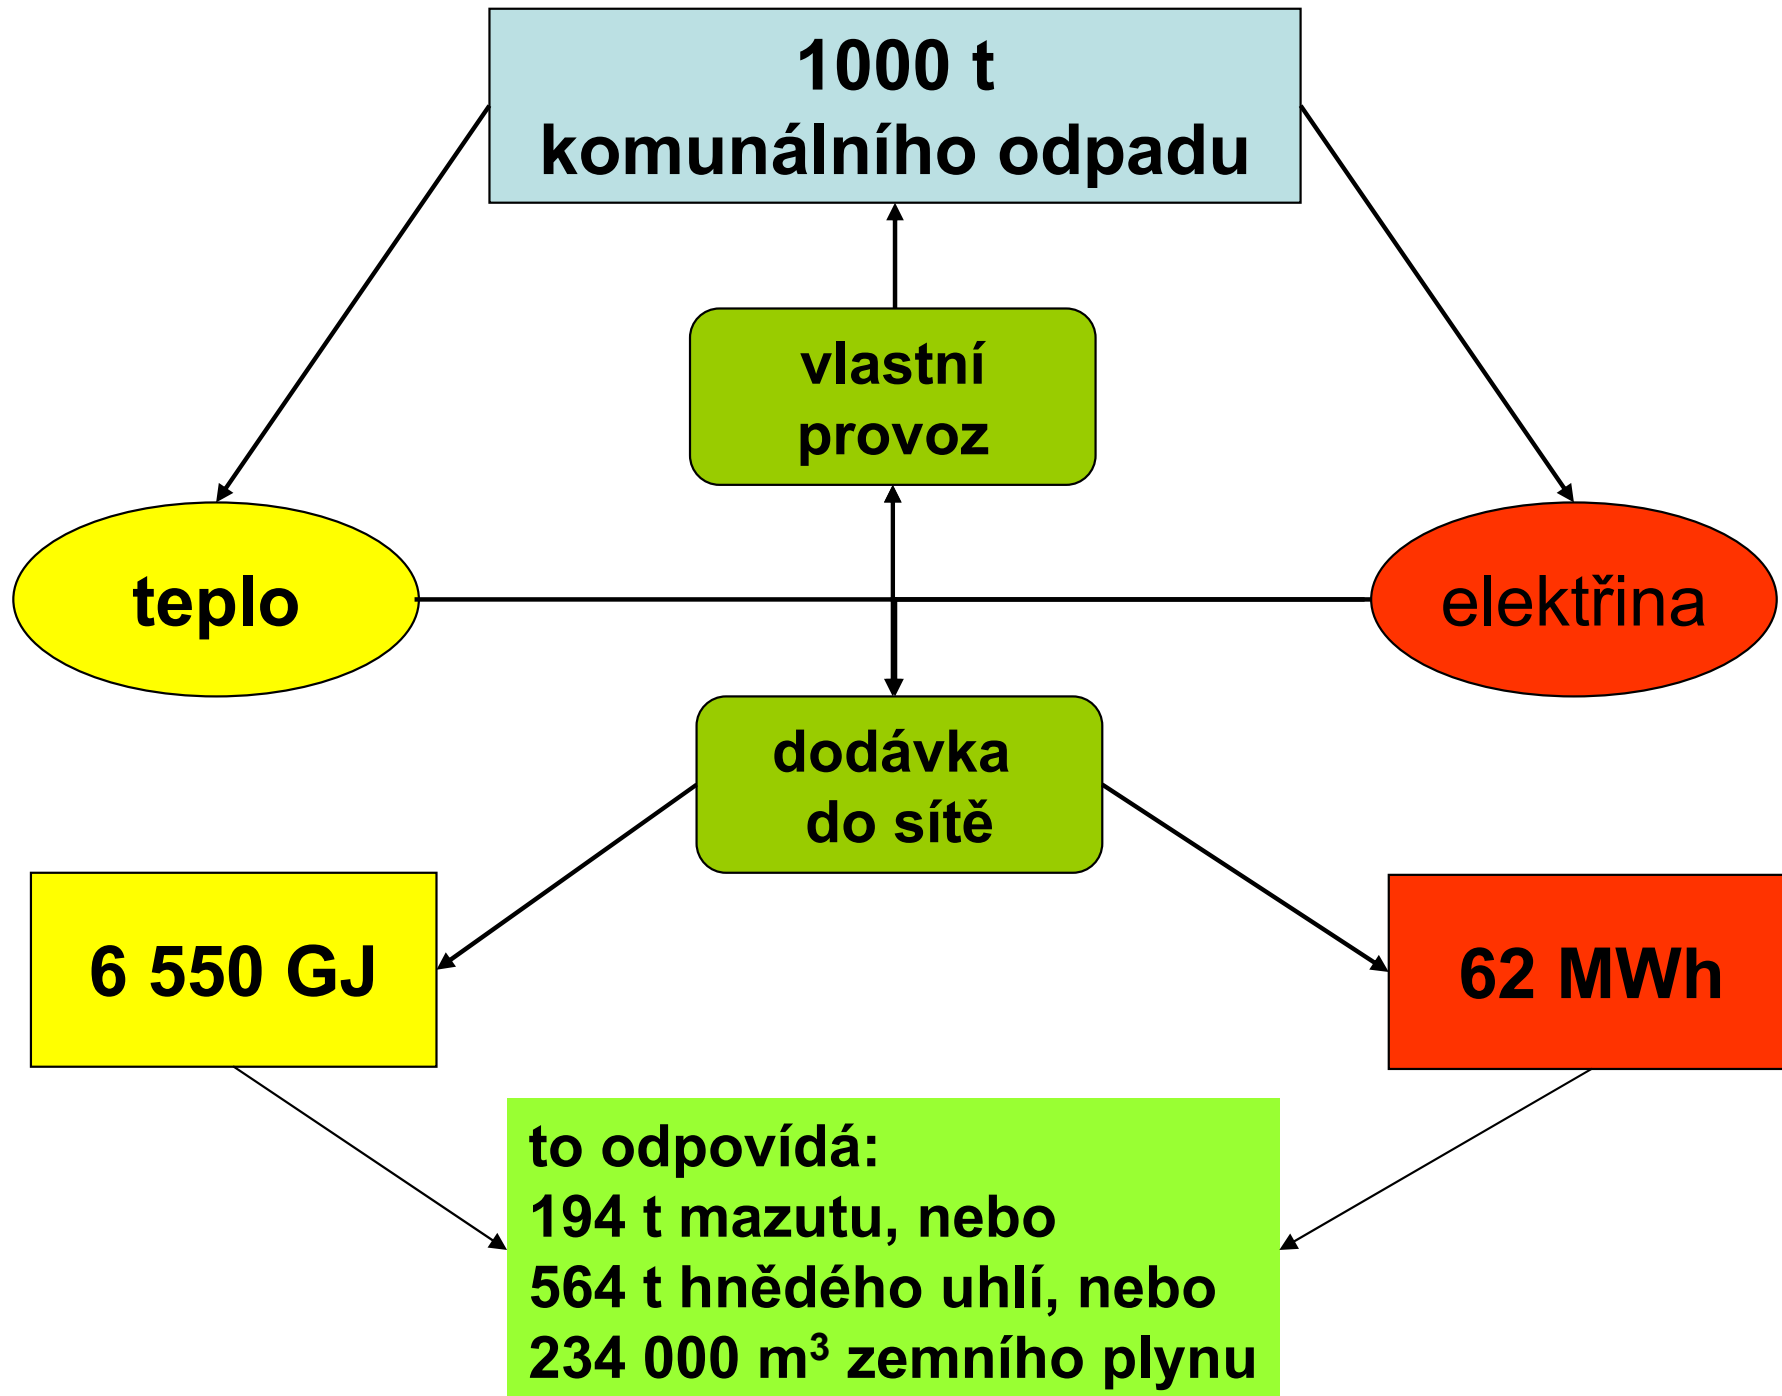 1000 t
komunálního odpadu
vlastní
provoz
teplo
elektřina
dodávka
do sítě
6 550 GJ
62 MWh
to odpovídá:
194 t mazutu, nebo
564 t hnědého uhlí, nebo
234 000 m³ zemního plynu